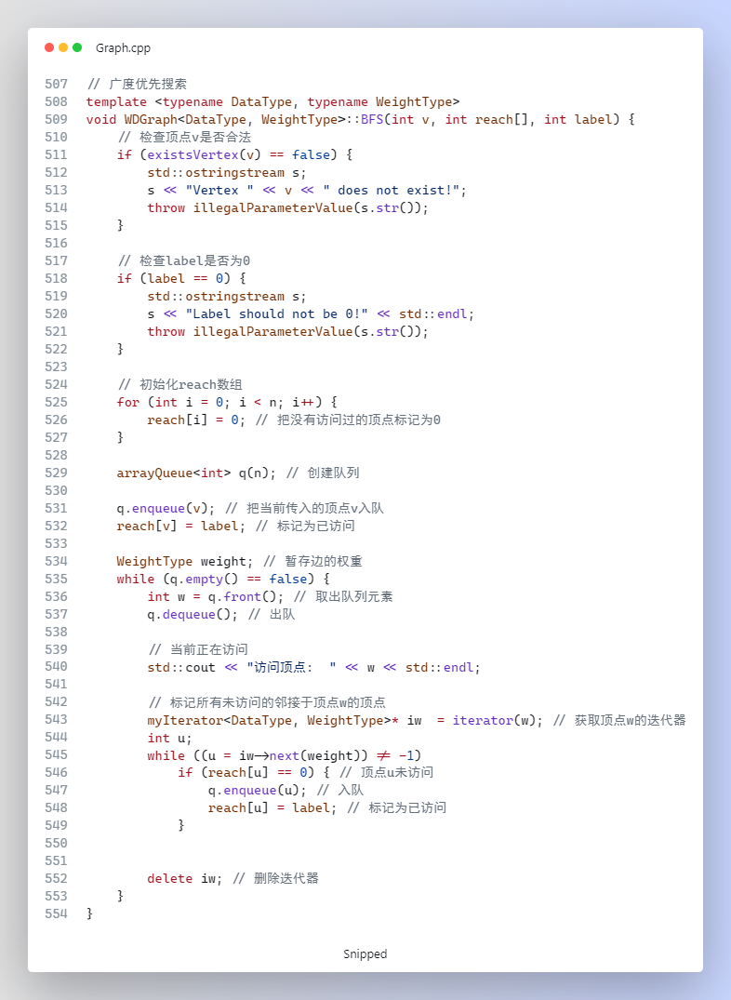 Graph.cpp
507 // 广度优先搜索
508 template <typename DataType, typename WeightType>
509 void WDGraph<DataType, WeightType>::BFS(int v, int reach[], int label) {
510     // 检查顶点v是否合法
511     if (existsVertex(v) == false) {
512         std::ostringstream s;
513         s << "Vertex " << v << " does not exist!";
514         throw illegalParameterValue(s.str());
515     }
516
517     // 检查label是否为0
518     if (label == 0) {
519         std::ostringstream s;
520         s << "Label should not be 0!" << std::endl;
521         throw illegalParameterValue(s.str());
522     }
523
524     // 初始化reach数组
525     for (int i = 0; i < n; i++) {
526         reach[i] = 0; // 把没有访问过的顶点标记为0
527     }
528
529     arrayQueue<int> q(n); // 创建队列
530
531     q.enqueue(v); // 把当前传入的顶点v入队
532     reach[v] = label; // 标记为已访问
533
534     WeightType weight; // 暂存边的权重
535     while (q.empty() == false) {
536         int w = q.front(); // 取出队列元素
537         q.dequeue(); // 出队
538
539         // 当前正在访问
540         std::cout << "访问顶点:  " << w << std::endl;
541
542         // 标记所有未访问的邻接于顶点w的顶点
543         myIterator<DataType, WeightType>* iw  = iterator(w); // 获取顶点w的迭代器
544         int u;
545         while ((u = iw->next(weight)) != -1)
546             if (reach[u] == 0) { // 顶点u未访问
547                 q.enqueue(u); // 入队
548                 reach[u] = label; // 标记为已访问
549             }
550
551
552         delete iw; // 删除迭代器
553     }
554 }
Snipped